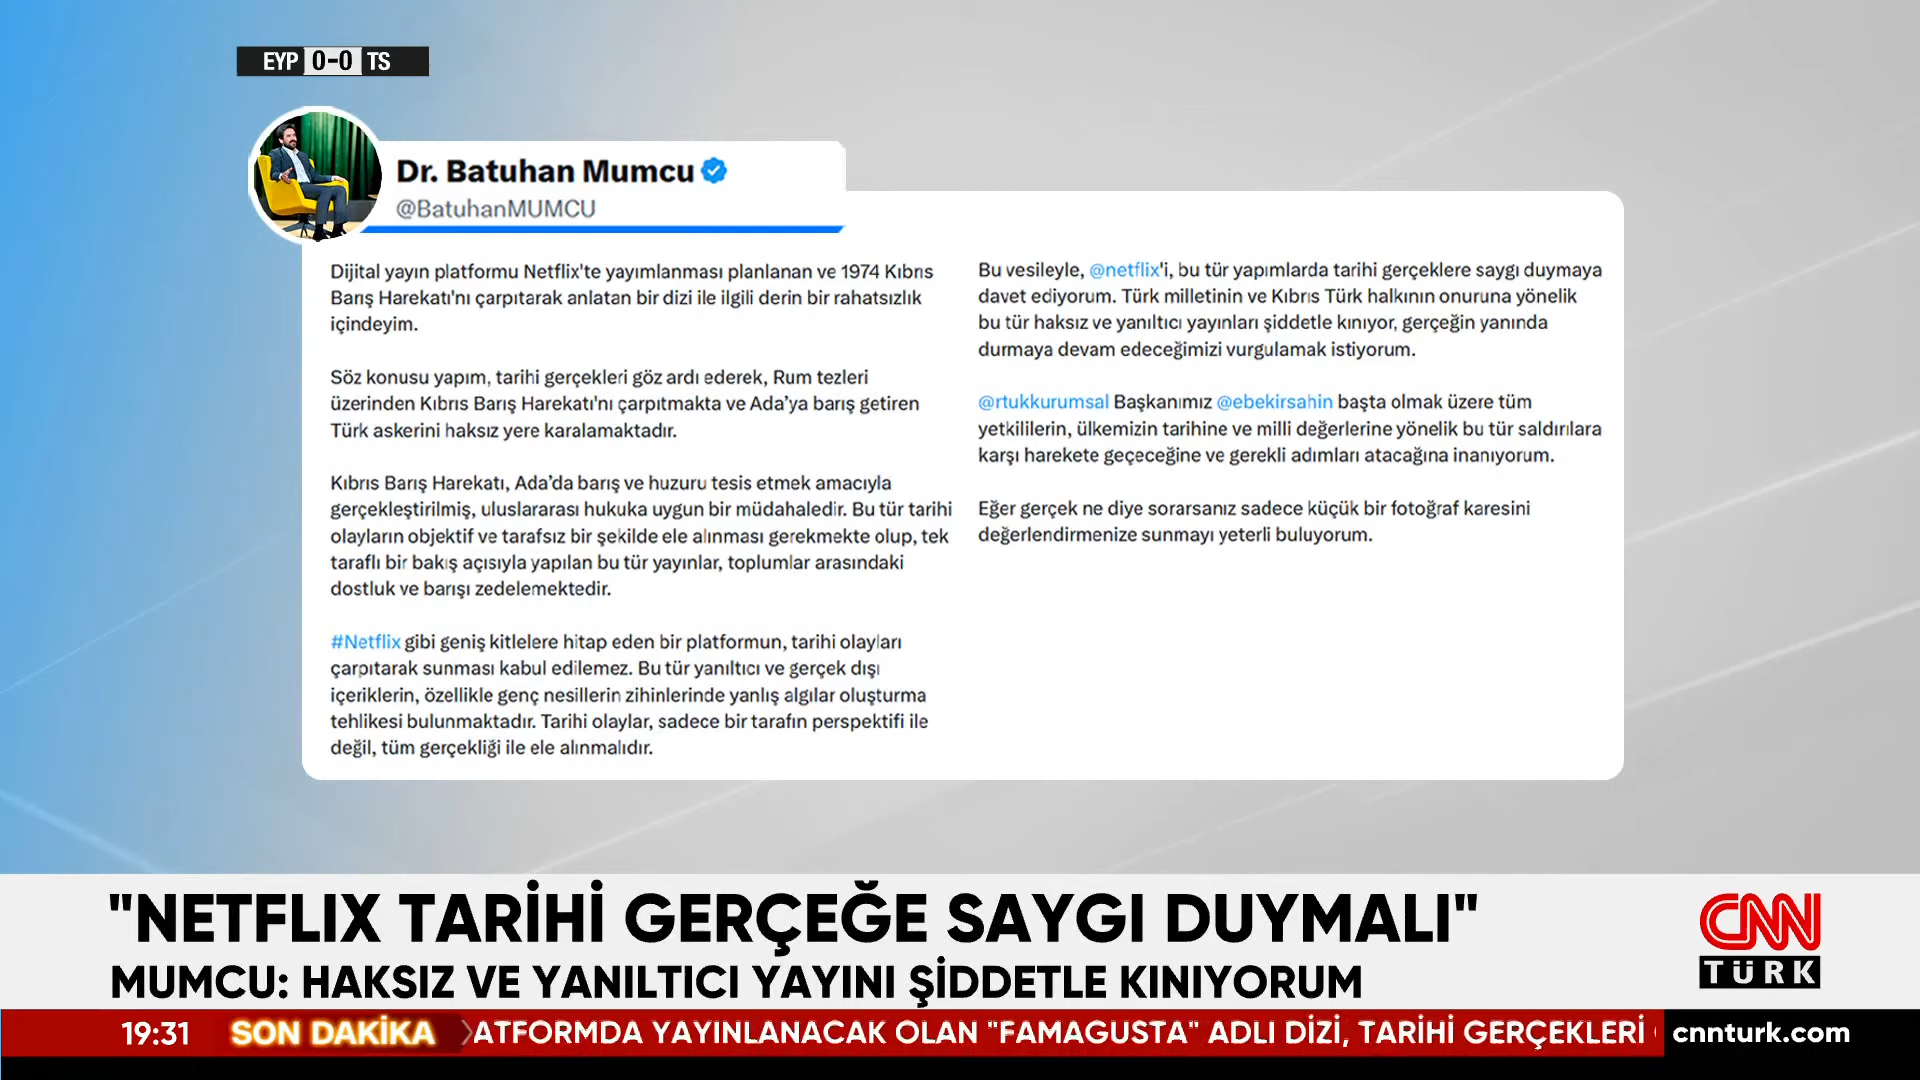 EYP 0-0 TS
Dr. Batuhan Mumcu
@BatuhanMUMCU
Dijital yayın platformu Netflix'te yayımlanması planlanan ve 1974 Kıbrıs
Barış Harekatı'nı çarpıtarak anlatan bir dizi ile ilgili derin bir rahatsızlık
içindeyim.
Söz konusu yapım, tarihi gerçekleri göz ardı ederek, Rum tezleri
üzerinden Kıbrıs Barış Harekatı'nı çarpıtmakta ve Ada'ya barış getiren
Türk askerini haksız yere karalamaktadır.
Kıbrıs Barış Harekatı, Ada'da barış ve huzuru tesis etmek amacıyla
gerçekleştirilmiş, uluslararası hukuka uygun bir müdahaledir. Bu tür tarihi
olayların objektif ve tarafsız bir şekilde ele alınması gerekmekte olup, tek
taraflı bir bakış açısıyla yapılan bu tür yayınlar, toplumlar arasındaki
dostluk ve barışı zedelemektedir.
#Netflix gibi geniş kitlelere hitap eden bir platformun, tarihi olayları
çarpıtarak sunması kabul edilemez. Bu tür yanıltıcı ve gerçek dışı
içeriklerin, özellikle genç nesillerin zihinlerinde yanlış algılar oluşturma
tehlikesi bulunmaktadır. Tarihi olaylar, sadece bir tarafın perspektifi ile
değil, tüm gerçekliği ile ele alınmalıdır.
Bu vesileyle, @netflix'i, bu tür yapımlarda tarihi gerçeklere saygı duymaya
davet ediyorum. Türk milletinin ve Kıbrıs Türk halkının onuruna yönelik
bu tür haksız ve yanıltıcı yayınları şiddetle kınıyor, gerçeğin yanında
durmaya devam edeceğimizi vurgulamak istiyorum.
@rtukkurumsal Başkanımız @ebekirsahin başta olmak üzere tüm
yetkililerin, ülkemizin tarihine ve milli değerlerine yönelik bu tür saldırılara
karşı harekete geçeceğine ve gerekli adımları atacağına inanıyorum.
Eğer gerçek ne diye sorarsanız sadece küçük bir fotoğraf karesini
değerlendirmenize sunmayı yeterli buluyorum.
"NETFLIX TARİHİ GERÇEĞE SAYGI DUYMALI"
MUMCU: HAKSIZ VE YANILTICI YAYINI ŞİDDETLE KINIYORUM
CNN
TÜRK
19:31 SON DAKİKA ATFORMDA YAYINLANACAK OLAN "FAMAGUSTA" ADLI DİZİ, TARİHİ GERÇEKLERİ cnnturk.com